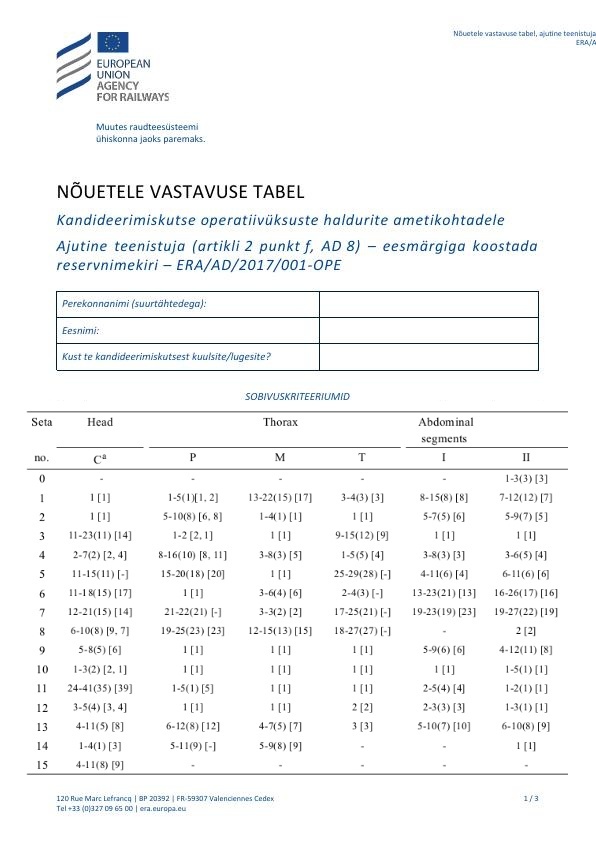 Nõuetele vastavuse tabel, ajutine teenistuja
ERA/A
EUROPEAN
UNION
AGENCY
FOR RAILWAYS
Muutes raudteesüsteemi
ühiskonna jaoks paremaks.
NÕUETELE VASTAVUSE TABEL
Kandideerimiskutse operatiivüksuste haldurite ametikohtadele
Ajutine teenistuja (artikli 2 punkt f, AD 8) – eesmärgiga koostada
reservnimekiri – ERA/AD/2017/001-OPE
Perekonnanimi (suurtähtedega):
Eesnimi:
Kust te kandideerimiskutsest kuulsite/lugesite?
SOBIVUSKRITEERIUMID
Seta Head Thorax Abdominal
segments
no. Cª P M T I II
0 - - - - - 1-3(3) [3]
1 1 [1] 1-5(1)[1, 2] 13-22(15) [17] 3-4(3) [3] 8-15(8) [8] 7-12(12) [7]
2 1 [1] 5-10(8) [6, 8] 1-4(1) [1] 1 [1] 5-7(5) [6] 5-9(7) [5]
3 11-23(11) [14] 1-2 [2, 1] 1 [1] 9-15(12) [9] 1 [1] 1 [1]
4 2-7(2) [2, 4] 8-16(10) [8, 11] 3-8(3) [5] 1-5(5) [4] 3-8(3) [3] 3-6(5) [4]
5 11-15(11) [-] 15-20(18) [20] 1 [1] 25-29(28) [-] 4-11(6) [4] 6-11(6) [6]
6 11-18(15) [17] 1 [1] 3-6(4) [6] 2-4(3) [-] 13-23(21) [13] 16-26(17) [16]
7 12-21(15) [14] 21-22(21) [-] 3-3(2) [2] 17-25(21) [-] 19-23(19) [23] 19-27(22) [19]
8 6-10(8) [9, 7] 19-25(23) [23] 12-15(13) [15] 18-27(27) [-] - 2 [2]
9 5-8(5) [6] 1 [1] 1 [1] 1 [1] 5-9(6) [6] 4-12(11) [8]
10 1-3(2) [2, 1] 1 [1] 1 [1] 1 [1] 1 [1] 1-5(1) [1]
11 24-41(35) [39] 1-5(1) [5] 1 [1] 1 [1] 2-5(4) [4] 1-2(1) [1]
12 3-5(4) [3, 4] 1 [1] 1 [1] 2 [2] 2-3(3) [3] 1-3(1) [1]
13 4-11(5) [8] 6-12(8) [12] 4-7(5) [7] 3 [3] 5-10(7) [10] 6-10(8) [9]
14 1-4(1) [3] 5-11(9) [-] 5-9(8) [9] - - 1 [1]
15 4-11(8) [9] - - - - -
120 Rue Marc Lefrancq | BP 20392 | FR-59307 Valenciennes Cedex 1 / 3
Tel +33 (0)327 09 65 00 | era.europa.eu